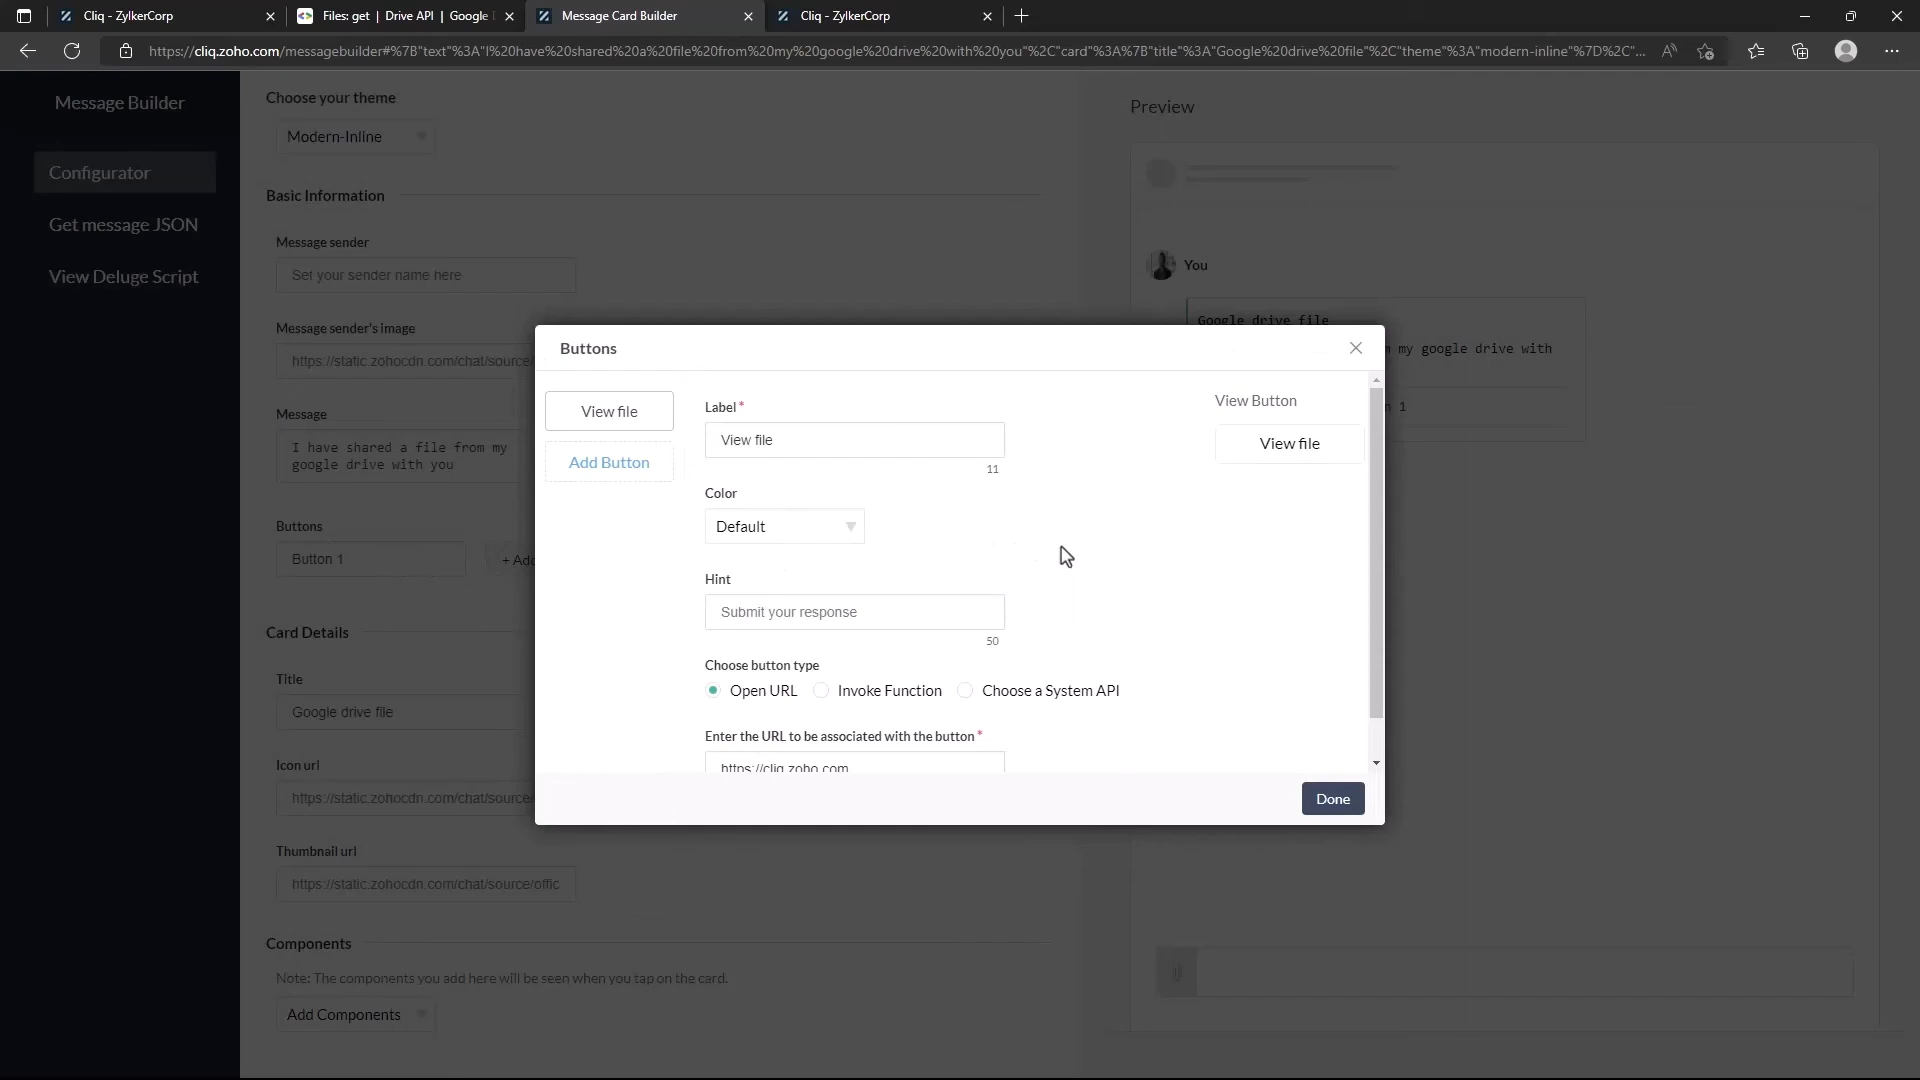 Cliq - ZylkerCorp
Files: get | Drive API | Google
Message Card Builder
Cliq - ZylkerCorp
https://cliq.zoho.com/messagebuilder#%7B"text"%3A"I%20have%20shared%20a%20file%20from%20my%20google%20drive%20with%20you"%2C"card"%3A%7B"title"%3A"Google%20drive%20file"%2C"theme"%3A"modern-inline"%7D%2C"...
Message Builder
Configurator
Get message JSON
View Deluge Script
Choose your theme
Modern-Inline
Basic Information
Message sender
Set your sender name here
Message sender's image
https://static.zohocdn.com/chat/source/
Message
I have shared a file from my
google drive with you
Buttons
Button 1
+ Add
Card Details
Title
Google drive file
Icon url
https://static.zohocdn.com/chat/source/
Thumbnail url
https://static.zohocdn.com/chat/source/offic
Components
Note: The components you add here will be seen when you tap on the card.
Add Components
Buttons
View file
Add Button
Label*
View file
11
Color
Default
Hint
Submit your response
50
Choose button type
Open URL
Invoke Function
Choose a System API
Enter the URL to be associated with the button*
https://cliq.zoho.com
View Button
View file
Done
Preview
You
Google drive file
my google drive with
1